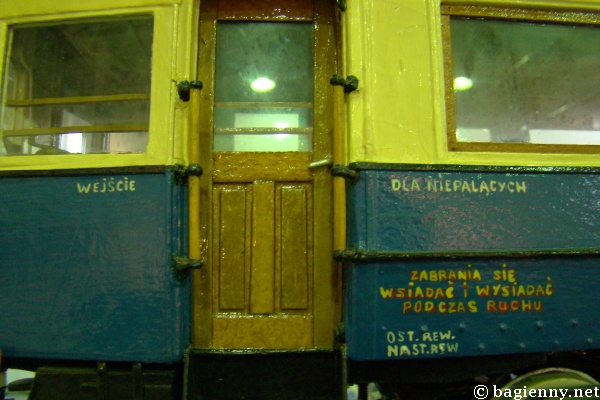 WEJŚCIE
DLA NIEPALĄCYCH
ZABRANIA SIĘ
WSIADAĆ I WYSIADAĆ
PODCZAS RUCHU
OST. REW.
NAST. REW
© bagienny.net